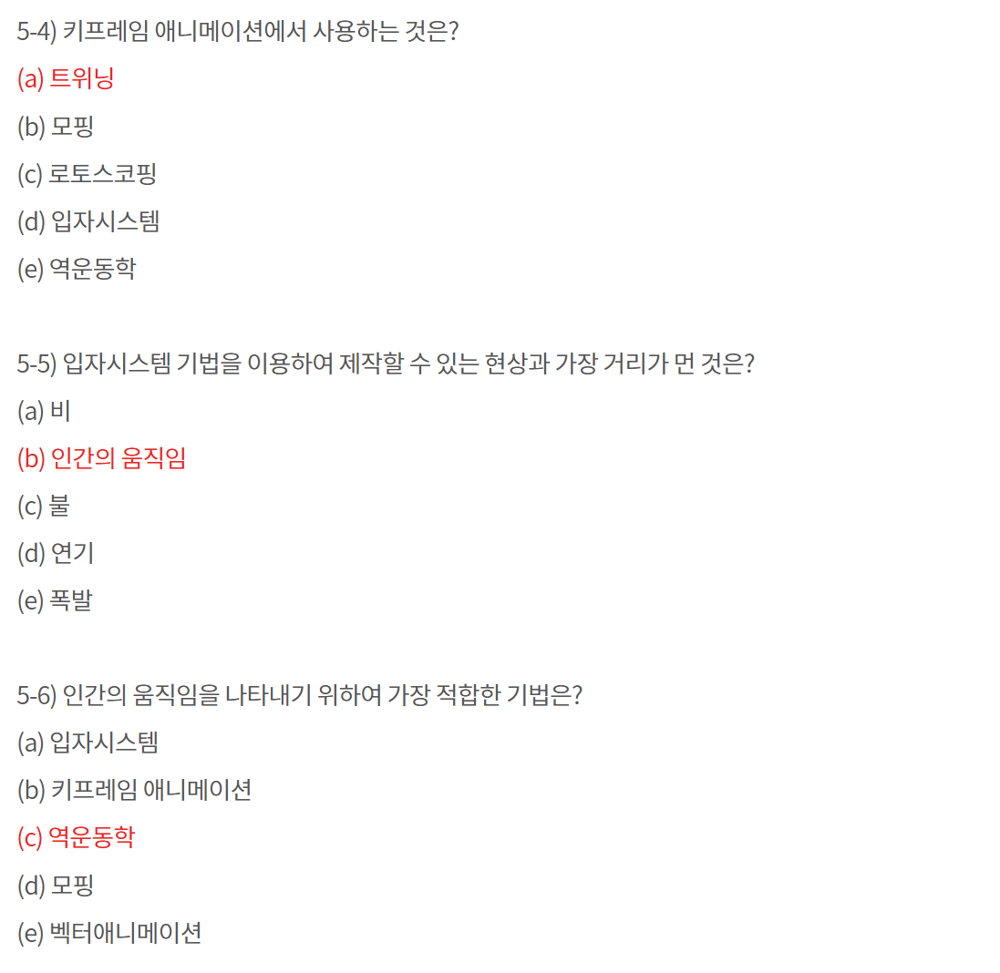 5-4) 키프레임 애니메이션에서 사용하는 것은?
(a) 트위닝
(b) 모핑
(c) 로토스코핑
(d) 입자시스템
(e) 역운동학
5-5) 입자시스템 기법을 이용하여 제작할 수 있는 현상과 가장 거리가 먼 것은?
(a) 비
(b) 인간의 움직임
(c) 불
(d) 연기
(e) 폭발
5-6) 인간의 움직임을 나타내기 위하여 가장 적합한 기법은?
(a) 입자시스템
(b) 키프레임 애니메이션
(c) 역운동학
(d) 모핑
(e) 벡터애니메이션